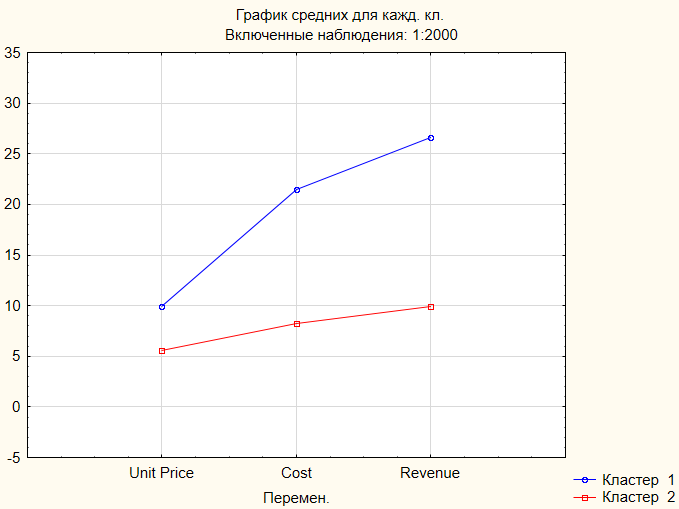 График средних для кажд. кл.
Включенные наблюдения: 1:2000
35
30
25
20
15
10
5
0
-5
Unit Price Cost Revenue
Перемен.
Кластер 1
Кластер 2